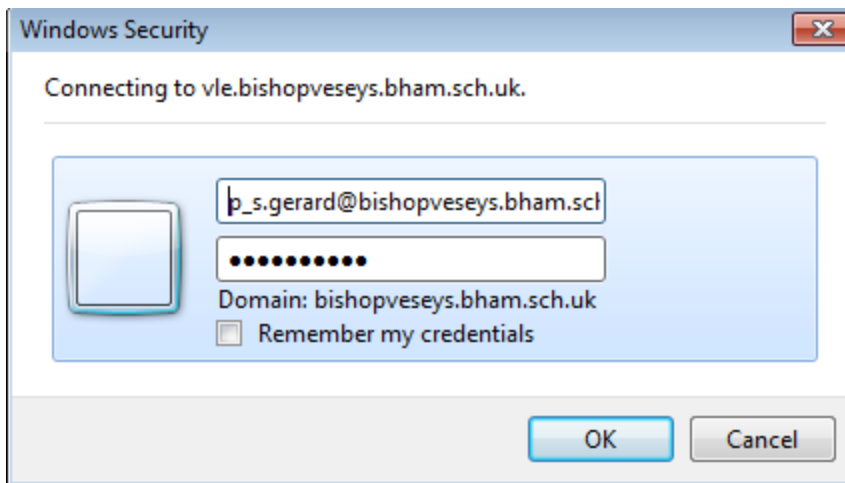 Windows Security
Connecting to vle.bishopveseys.bham.sch.uk.
p_s.gerard@bishopveseys.bham.scl
●●●●●●●●●●
Domain: bishopveseys.bham.sch.uk
Remember my credentials
OK
Cancel